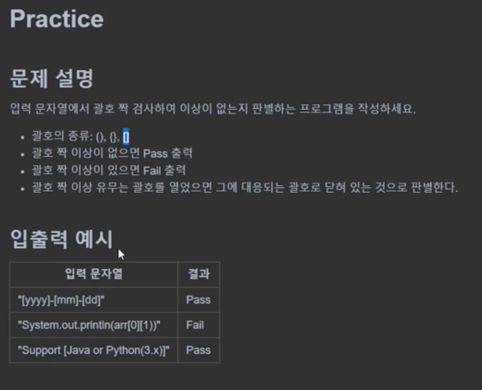 Practice
문제 설명
입력 문자열에서 괄호 짝 검사하여 이상이 없는지 판별하는 프로그램을 작성하세요.
• 괄호의 종류: (), {}, []
• 괄호 짝 이상이 없으면 Pass 출력
• 괄호 짝 이상이 있으면 Fail 출력
• 괄호 짝 이상 유무는 괄호를 열었으면 그에 대응되는 괄호로 닫혀 있는 것으로 판별한다.
입출력 예시
입력 문자열 결과
"[yyyy]-[mm]-[dd]" Pass
"System.out.println(arr[0][1))" Fail
"Support [Java or Python(3.x)]" Pass